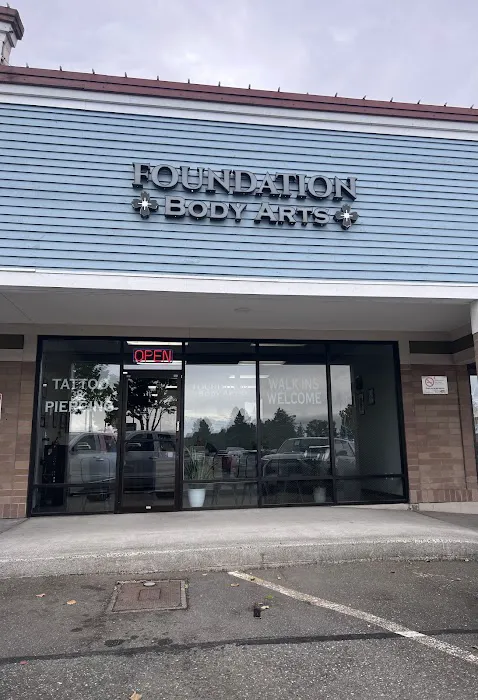 FOUNDATION
BODY ARTS
OPEN
TATTOO
PIERCING
WALK INS
WELCOME